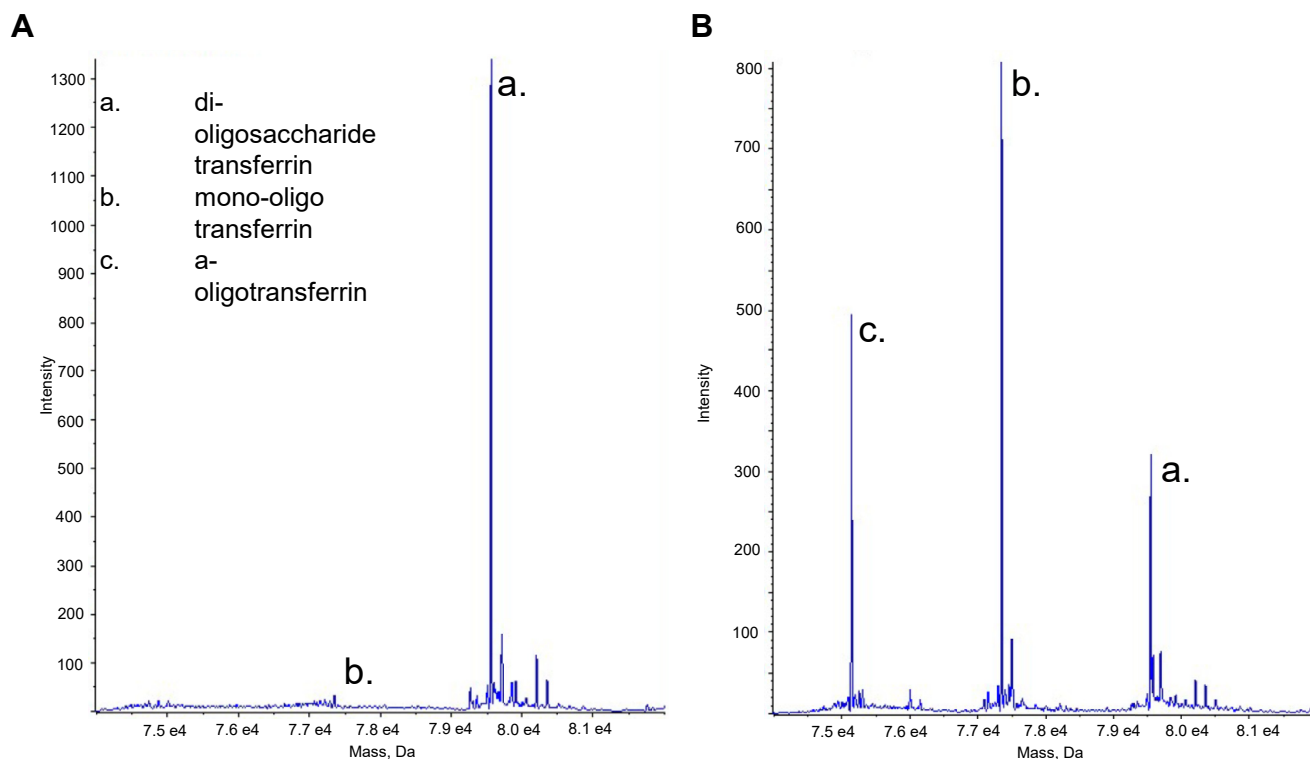 A
B
1300
1200
1100
1000
900
800
700
600
500
400
300
200
100
Intensity
a. di-
oligosaccharide
transferrin
b. mono-oligo
transferrin
c. a-
oligotransferrin
a.
b.
7.5 e4 7.6 e4 7.7 e4 7.8 e4 7.9 e4 8.0 e4 8.1 e4
Mass, Da
800
700
600
500
400
300
200
100
Intensity
b.
c.
a.
7.5 e4 7.6 e4 7.7 e4 7.8 e4 7.9 e4 8.0 e4 8.1 e4
Mass, Da